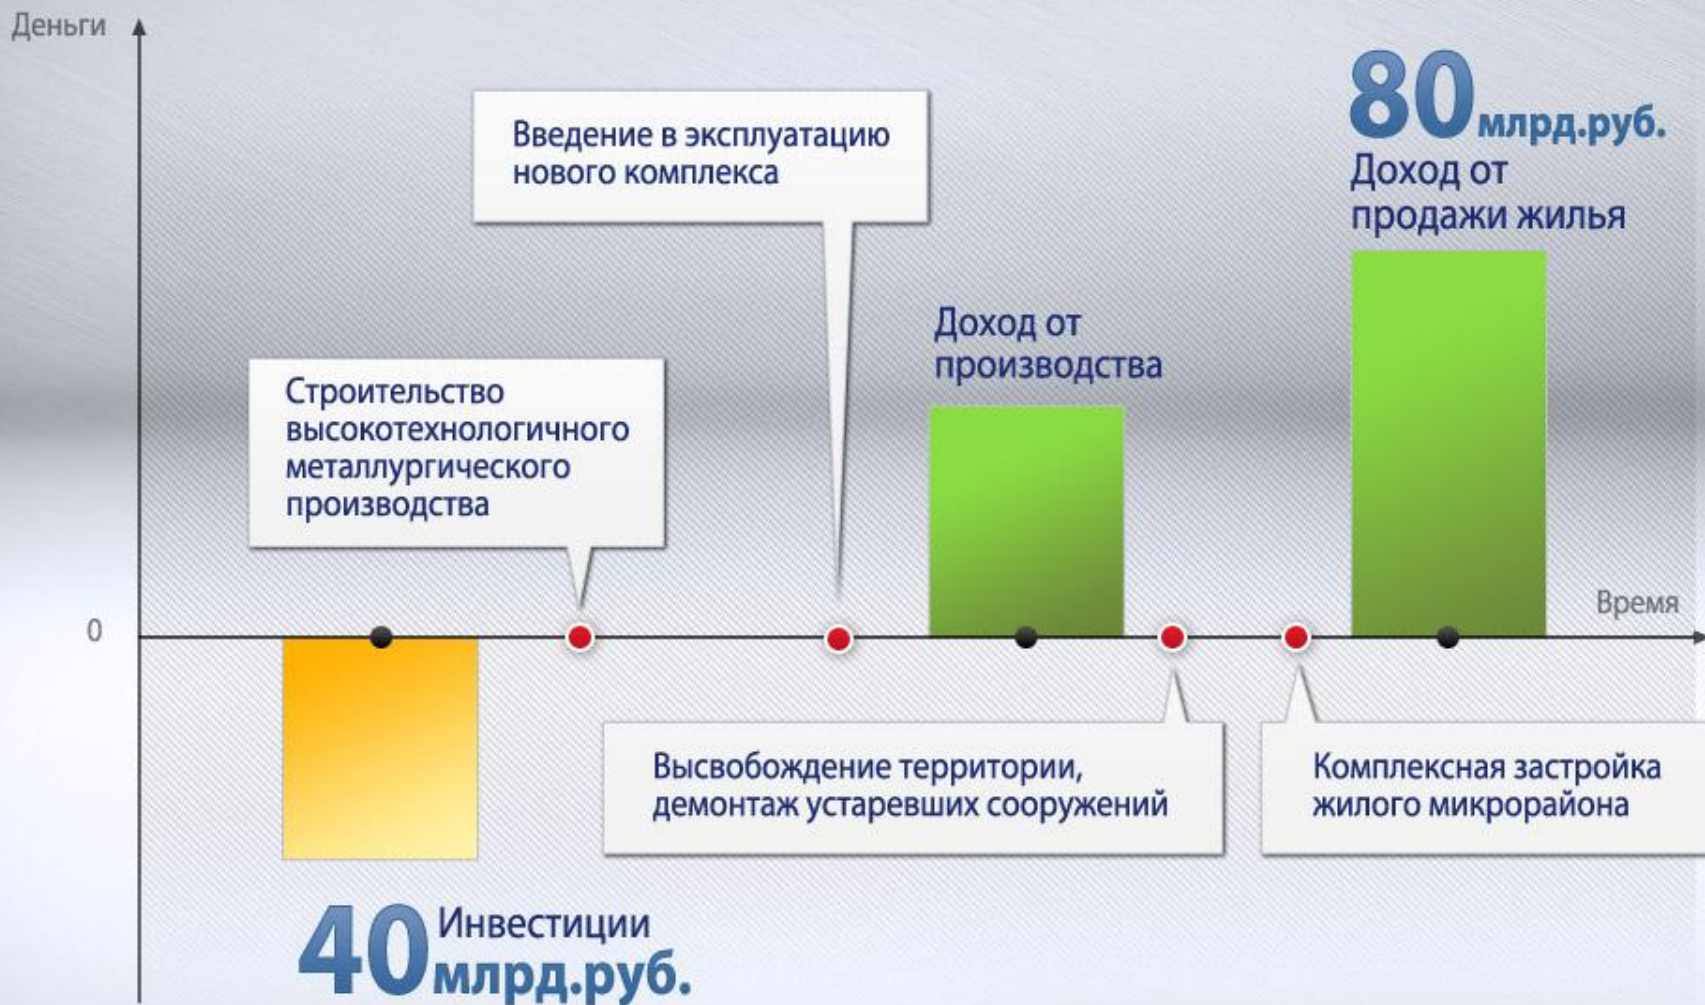 Деньги
80 млрд.руб.
Доход от
продажи жилья
Введение в эксплуатацию
нового комплекса
Доход от
производства
Строительство
высокотехнологичного
металлургического
производства
Время
0
Высвобождение территории,
демонтаж устаревших сооружений
Комплексная застройка
жилого микрорайона
40 Инвестиции
млрд.руб.